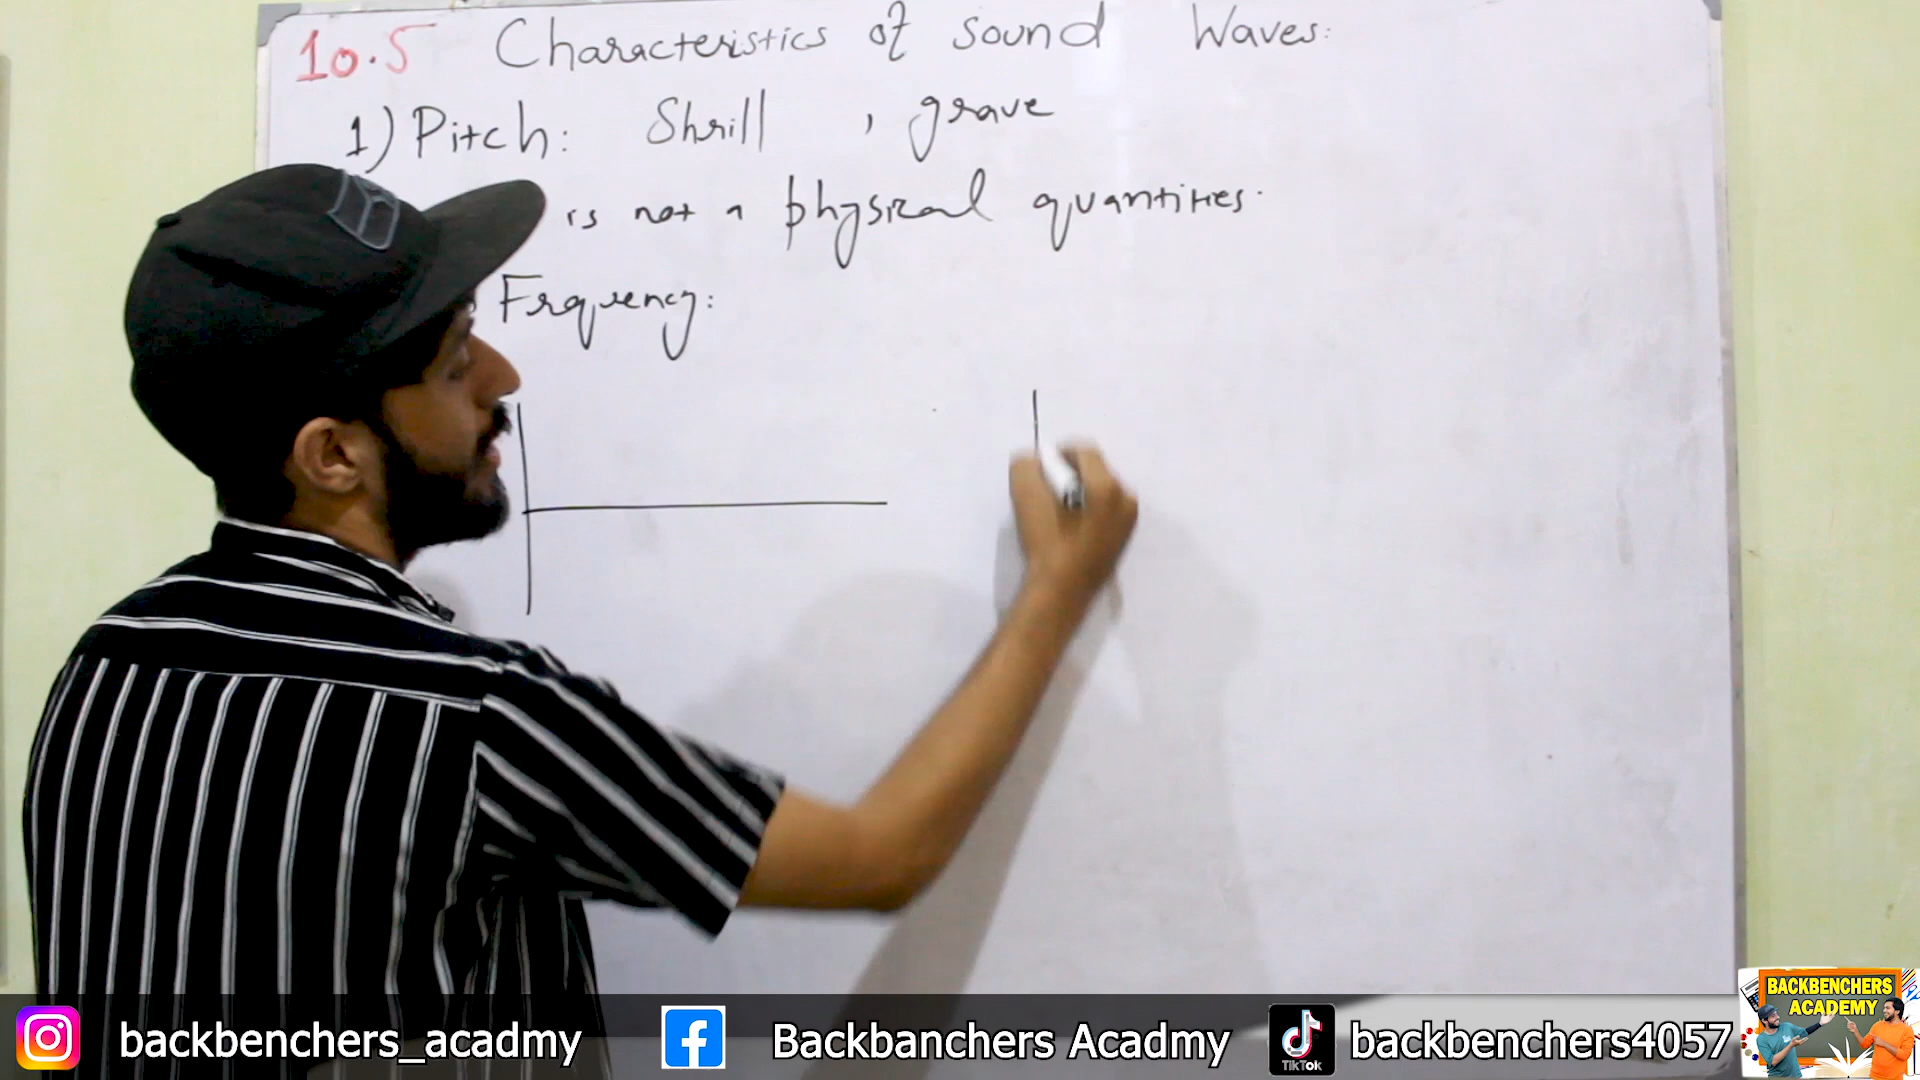 10.5 Characteristics of sound Waves:
1) Pitch: Shrill , grave
is not a physical quantities.
Frquency:
BACKBENCHERS
ACADEMY
backbenchers_acadmy
Backbanchers Acadmy
TikTok
backbenchers4057